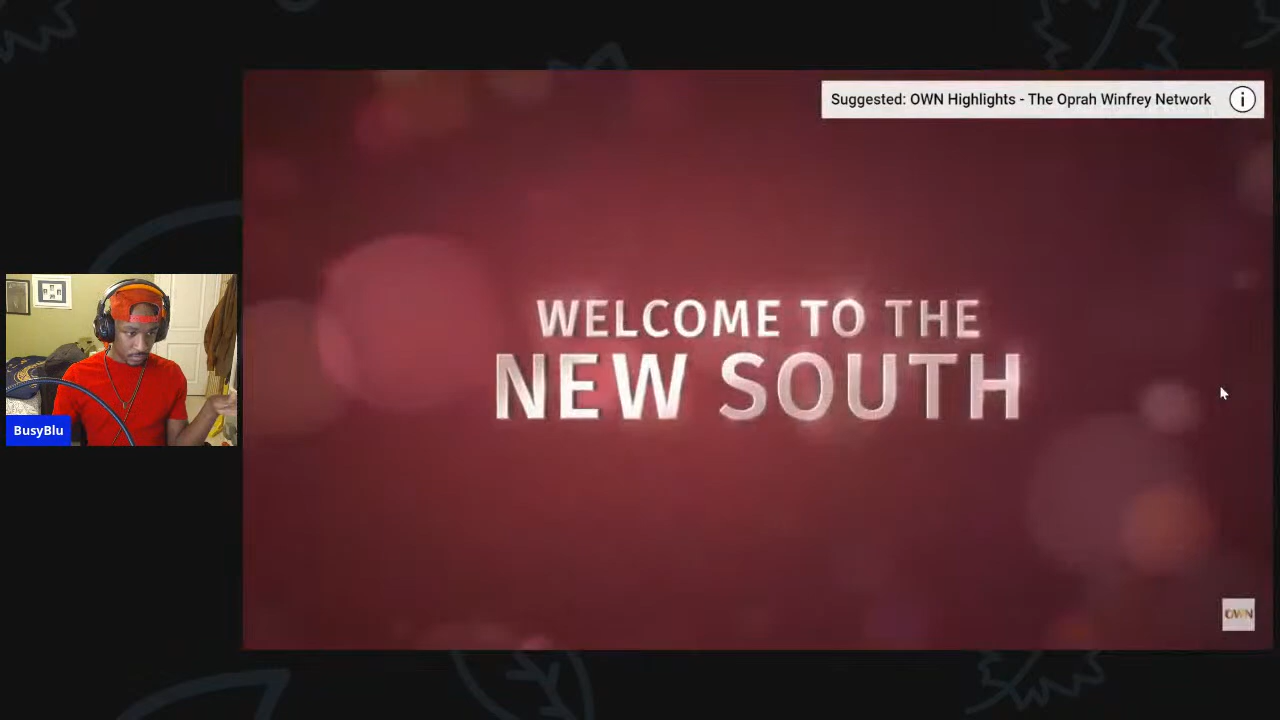 Suggested: OWN Highlights - The Oprah Winfrey Network
WELCOME TO THE
NEW SOUTH
BusyBlu
OWN